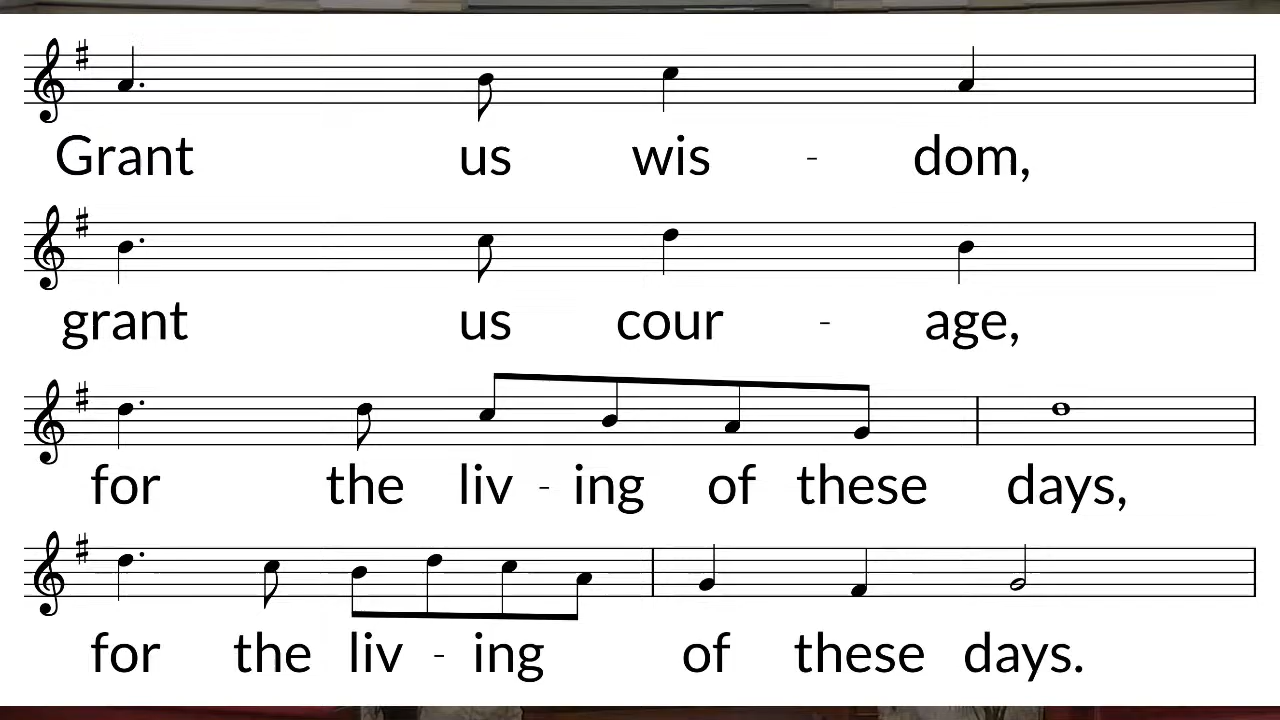 Grant us wis - dom,
grant us cour - age,
for the liv - ing of these days,
for the liv - ing of these days.